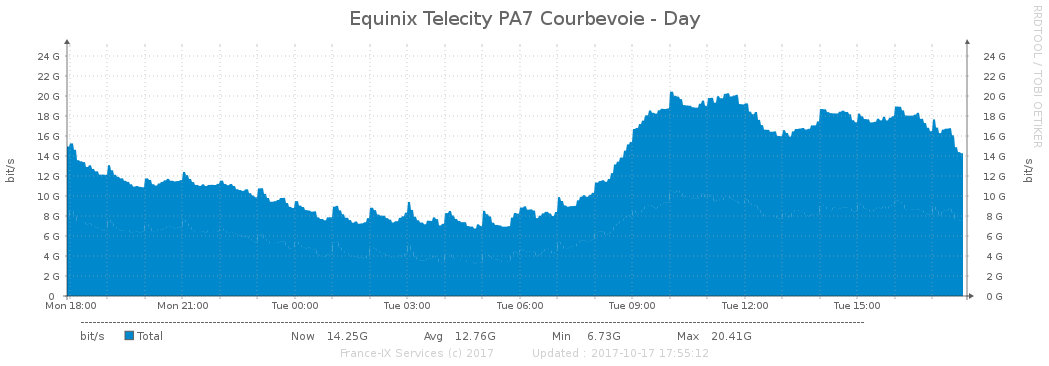 Equinix Telecity PA7 Courbevoie - Day
RRDTOOL / TOBI OETIKER
bit/s
24 G 24 G
22 G 22 G
20 G 20 G
18 G 18 G
16 G 16 G
14 G 14 G
12 G 12 G
10 G 10 G
8 G 8 G
6 G 6 G
4 G 4 G
2 G 2 G
0 0 G
bit/s
Mon 18:00 Mon 21:00 Tue 00:00 Tue 03:00 Tue 06:00 Tue 09:00 Tue 12:00 Tue 15:00
bit/s Total Now 14.25G Avg 12.76G Min 6.73G Max 20.41G
France-IX Services (c) 2017 Updated : 2017-10-17 17:55:12